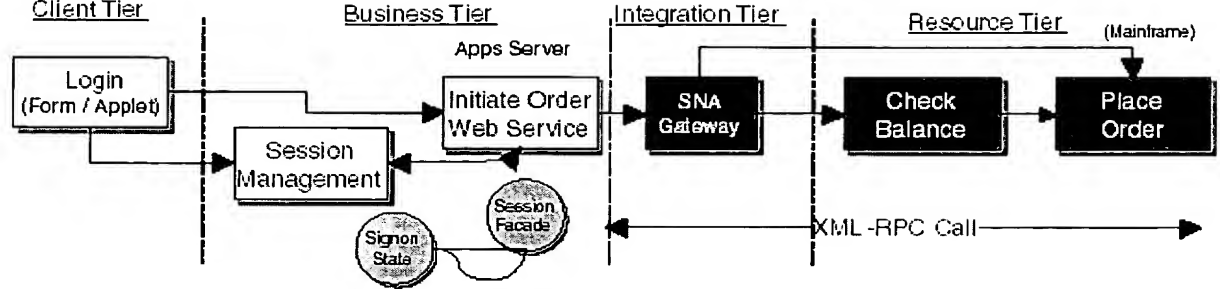 Client Tier
Business Tier
Integration Tier
Resource Tier
(Mainframe)
Apps Server
Login
(Form / Applet)
Initiate Order
Web Service
SNA
Gateway
Check
Balance
Place
Order
Session
Management
Session
Facade
Signon
State
XML-RPC Call